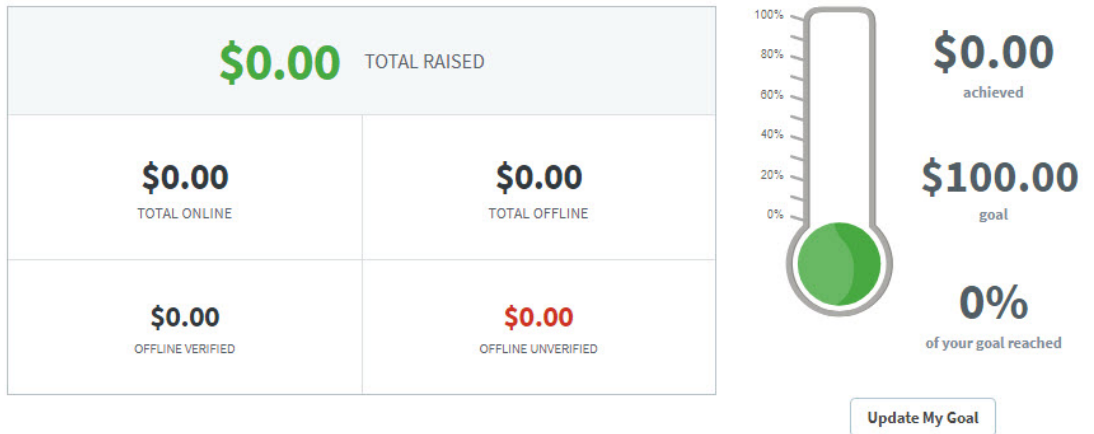 $0.00 TOTAL RAISED
$0.00
TOTAL ONLINE
$0.00
TOTAL OFFLINE
$0.00
OFFLINE VERIFIED
$0.00
OFFLINE UNVERIFIED
100%
80%
60%
40%
20%
0%
$0.00
achieved
$100.00
goal
0%
of your goal reached
Update My Goal